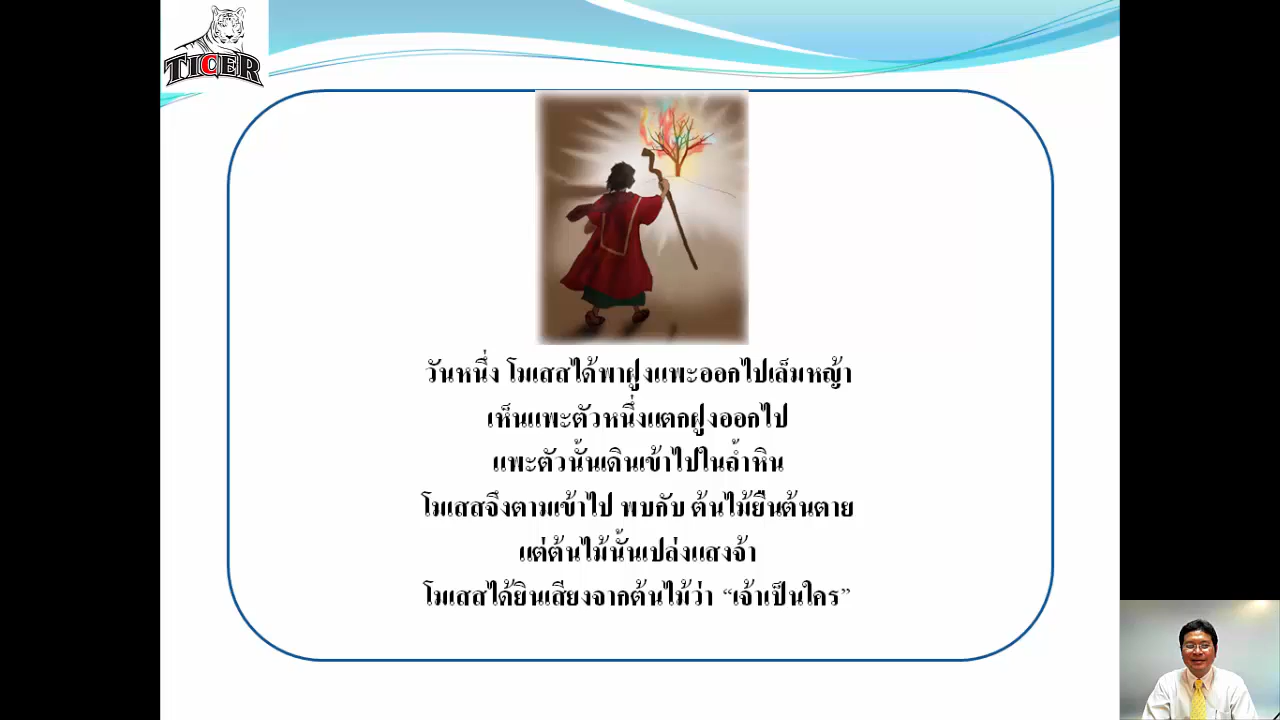 TIGER
วันหนึ่ง โมเสสได้พาฝูงแพะออกไปเล็มหญ้า
เห็นแพะตัวหนึ่งแตกฝูงออกไป
แพะตัวนั้นเดินเข้าไปในถ้ำหิน
โมเสสจึงตามเข้าไป พบกับ ต้นไม้ยืนต้นตาย
แต่ต้นไม้นั้นเปล่งแสงจ้า
โมเสสได้ยินเสียงจากต้นไม้ว่า “เจ้าเป็นใคร”